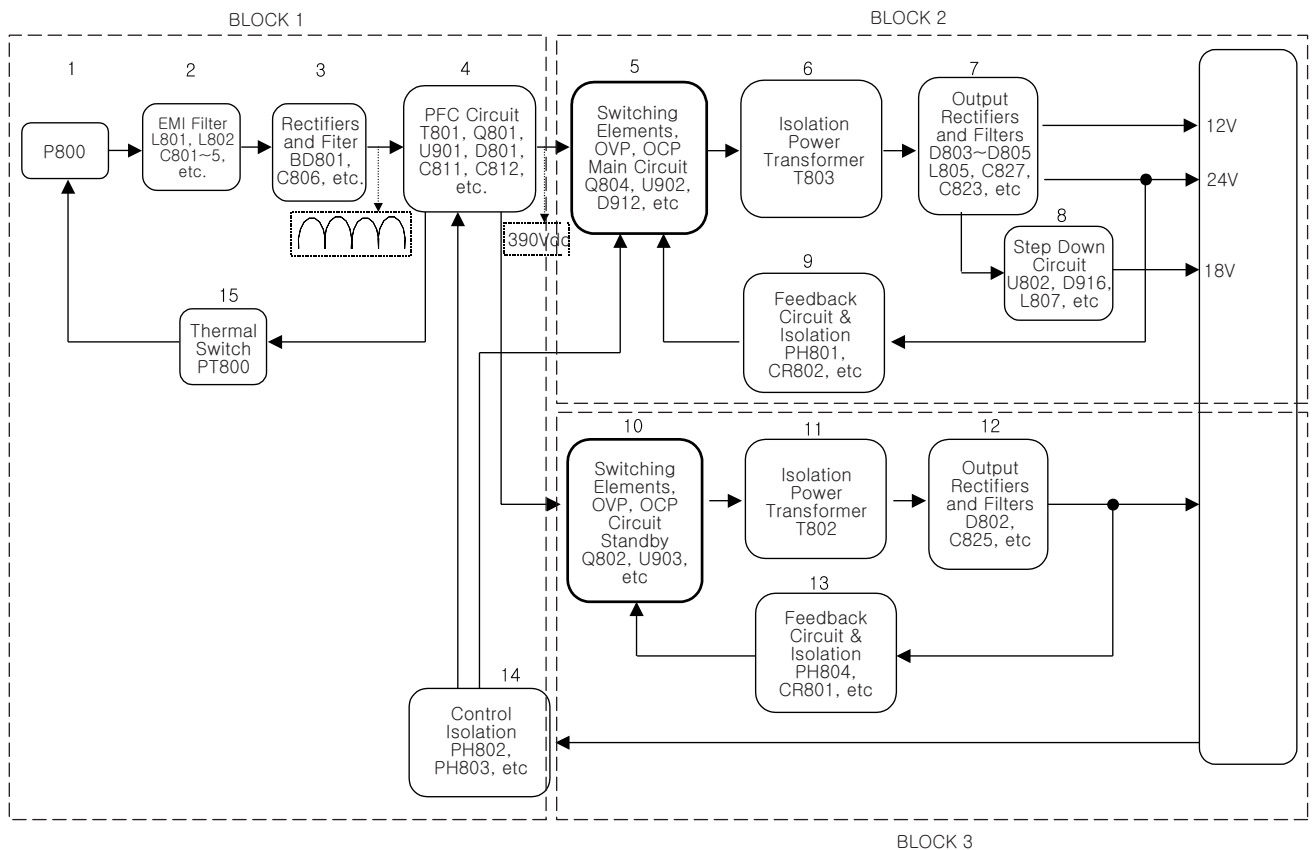 BLOCK 1
BLOCK 2
1
2
3
4
5
6
7
P800
EMI Filter
L801, L802
C801~5,
etc.
Rectifiers
and Fiter
BD801,
C806, etc.
PFC Circuit
T801, Q801,
U901, D801,
C811, C812,
etc.
390Vdc
Switching
Elements,
OVP, OCP
Main Circuit
Q804, U902,
D912, etc
Isolation
Power
Transformer
T803
Output
Rectifiers
and Filters
D803~D805
L805, C827,
C823, etc
12V
24V
8
Step Down
Circuit
U802, D916,
L807, etc
18V
9
Feedback
Circuit &
Isolation
PH801,
CR802, etc
15
Thermal
Switch
PT800
10
11
12
Switching
Elements,
OVP, OCP
Circuit
Standby
Q802, U903,
etc
Isolation
Power
Transformer
T802
Output
Rectifiers
and Filters
D802,
C825, etc
13
Feedback
Circuit &
Isolation
PH804,
CR801, etc
14
Control
Isolation
PH802,
PH803, etc
BLOCK 3